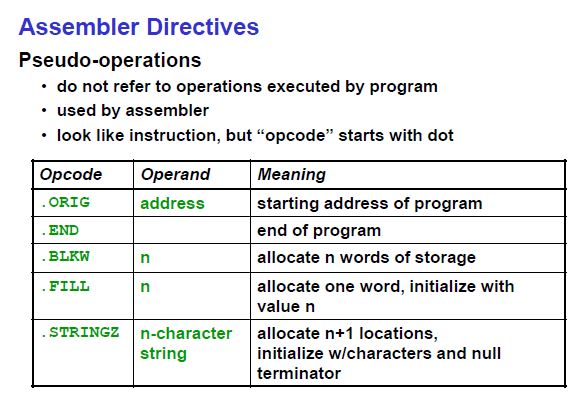 Assembler Directives
Pseudo-operations
• do not refer to operations executed by program
• used by assembler
• look like instruction, but “opcode” starts with dot
Opcode Operand Meaning
.ORIG address starting address of program
.END end of program
.BLKW n allocate n words of storage
.FILL n allocate one word, initialize with
value n
.STRINGZ n-character allocate n+1 locations,
string initialize w/characters and null
terminator